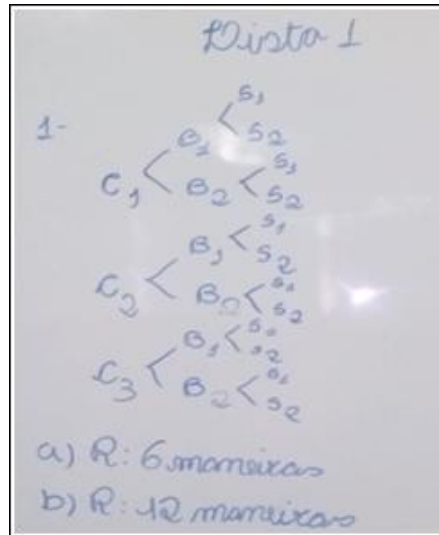 Lista 1
1-
S₁
B₁ <
S₂
C₁ <
S₁
B₂ <
S₂
S₁
B₁ <
S₂
C₂ <
S₁
B₂ <
S₂
S₁
B₁ <
S₂
C₃ <
S₁
B₂ <
S₂
a) R: 6 maneiras
b) R: 12 maneiras